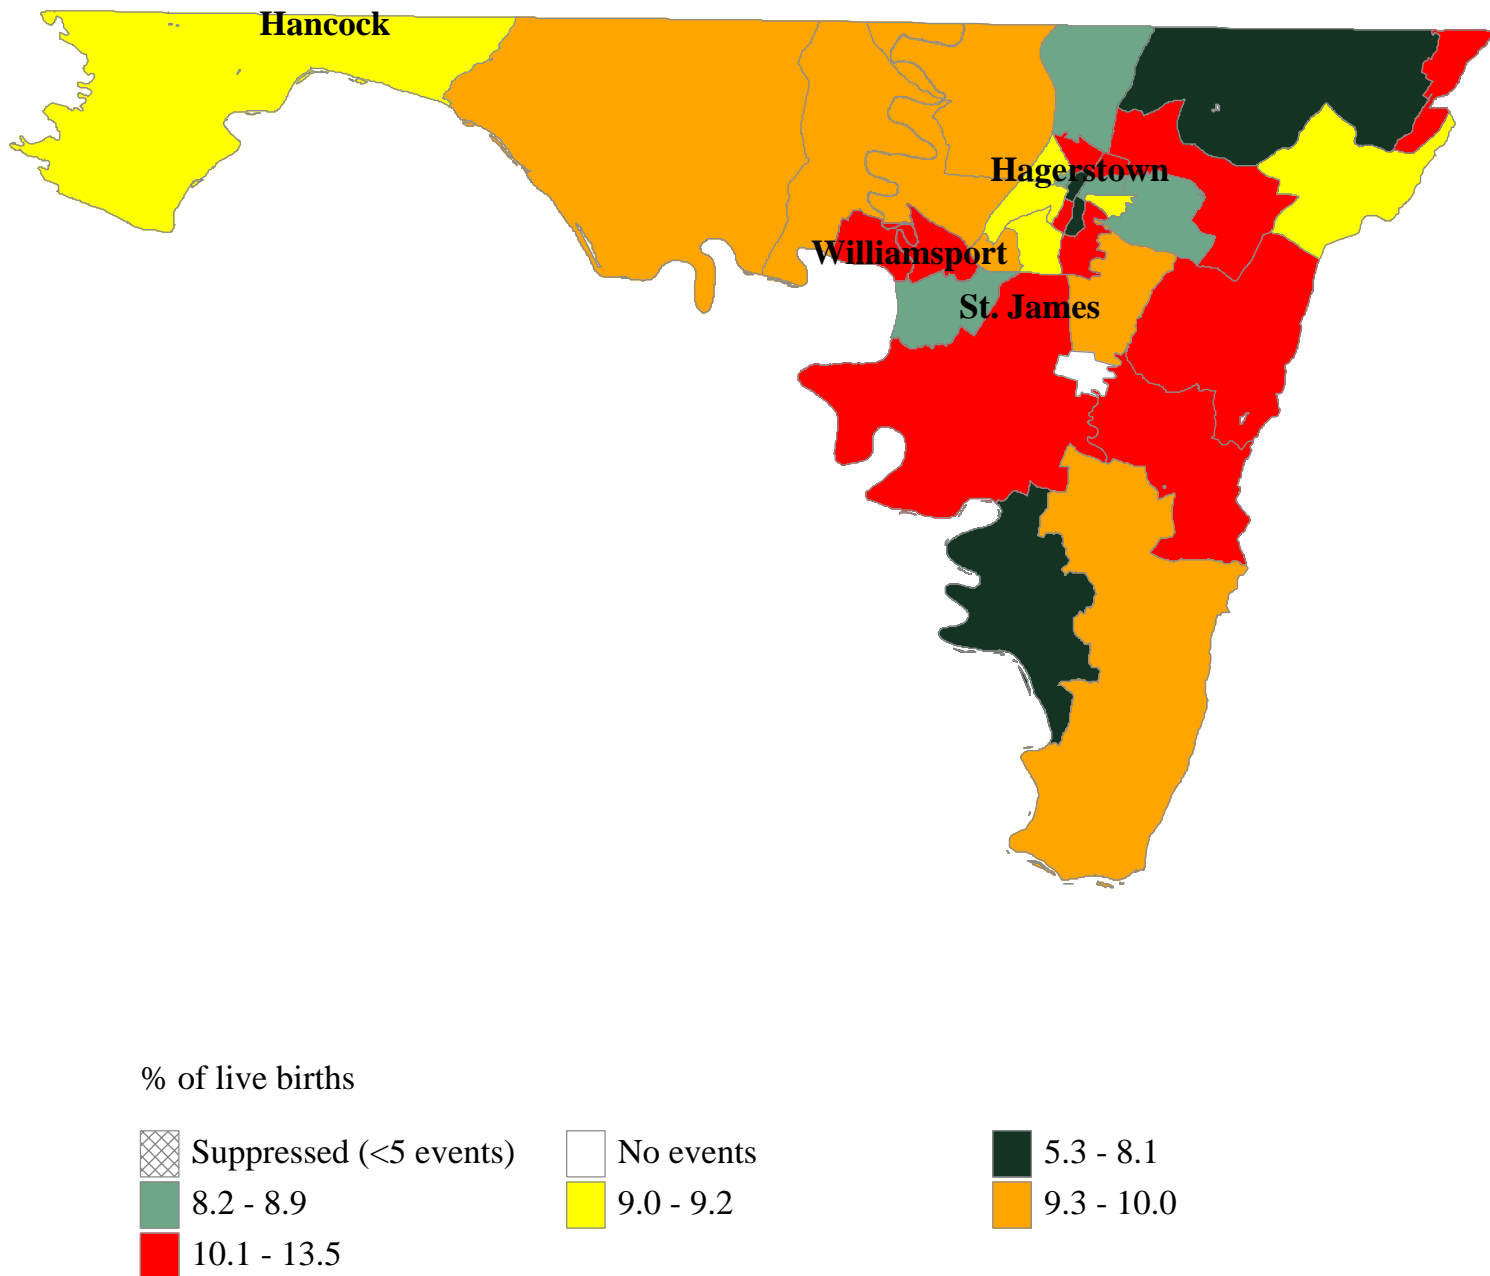 Hancock
Hagerstown
Williamsport
St. James
% of live births
Suppressed (<5 events)
No events
5.3 - 8.1
8.2 - 8.9
9.0 - 9.2
9.3 - 10.0
10.1 - 13.5